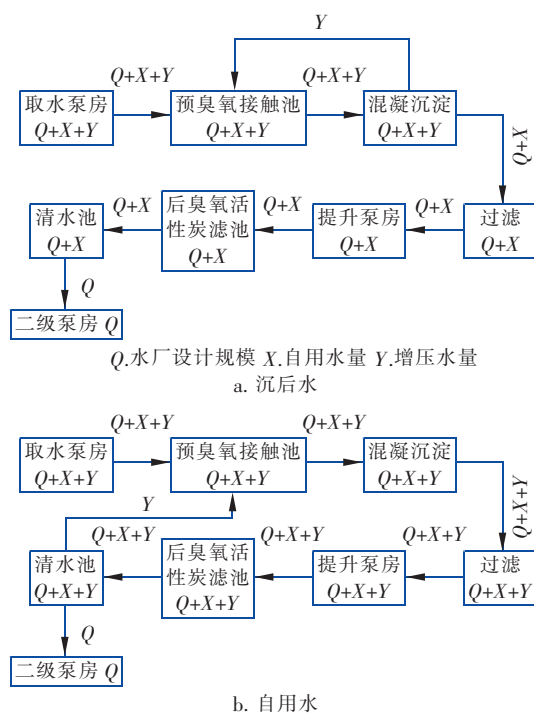 Y
Q+X+Y
Q+X+Y
取水泵房
Q+X+Y
预臭氧接触池
Q+X+Y
混凝沉淀
Q+X+Y
Q+X
清水池
Q+X
Q+X
后臭氧活
性炭滤池
Q+X
Q+X
提升泵房
Q+X
Q+X
过滤
Q+X
Q
二级泵房 Q
Q.水厂设计规模 X.自用水量 Y.增压水量
a. 沉后水
Q+X+Y
Q+X+Y
取水泵房
Q+X+Y
预臭氧接触池
Q+X+Y
混凝沉淀
Q+X+Y
Q+X+Y
Y
清水池
Q+X+Y
Q+X+Y
后臭氧活
性炭滤池
Q+X+Y
Q+X+Y
提升泵房
Q+X+Y
Q+X+Y
过滤
Q+X+Y
Q
二级泵房 Q
b. 自用水